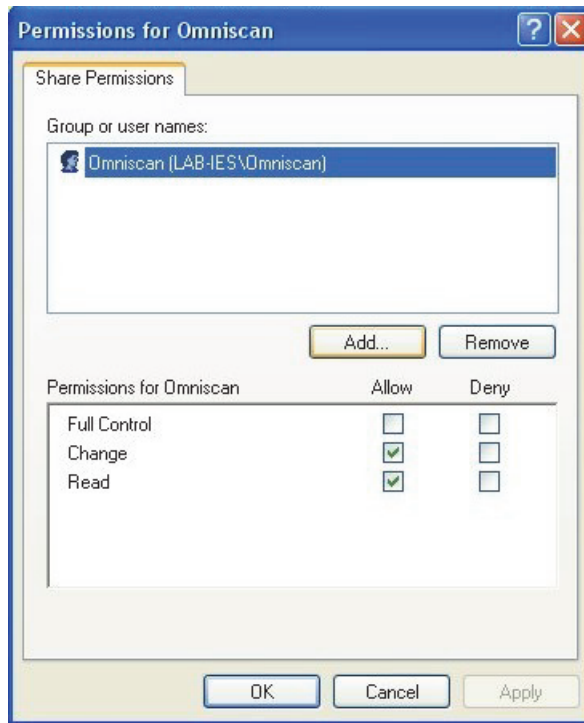 Permissions for Omniscan
Share Permissions
Group or user names:
Omniscan (LAB-IES\Omniscan)
Add... Remove
Permissions for Omniscan Allow Deny
Full Control
Change
Read
OK Cancel Apply